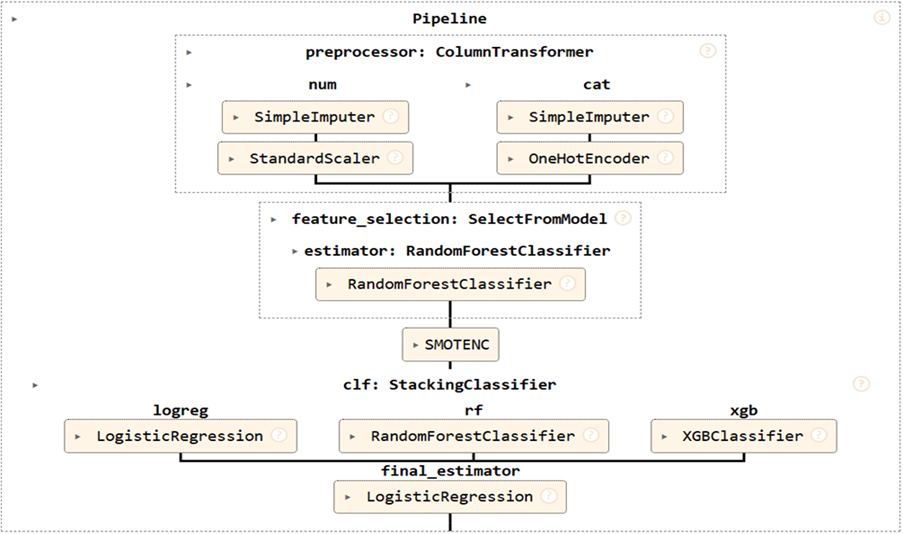 Pipeline
preprocessor: ColumnTransformer
num cat
SimpleImputer SimpleImputer
StandardScaler OneHotEncoder
feature_selection: SelectFromModel
estimator: RandomForestClassifier
RandomForestClassifier
SMOTENC
clf: StackingClassifier
logreg rf xgb
LogisticRegression RandomForestClassifier XGBClassifier
final_estimator
LogisticRegression